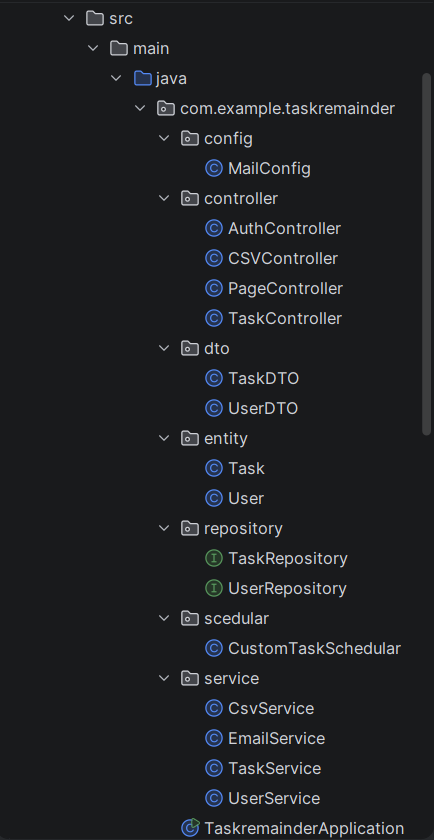 src
main
java
com.example.taskremainder
config
MailConfig
controller
AuthController
CSVController
PageController
TaskController
dto
TaskDTO
UserDTO
entity
Task
User
repository
TaskRepository
UserRepository
scedular
CustomTaskSchedular
service
CsvService
EmailService
TaskService
UserService
TaskremainderApplication